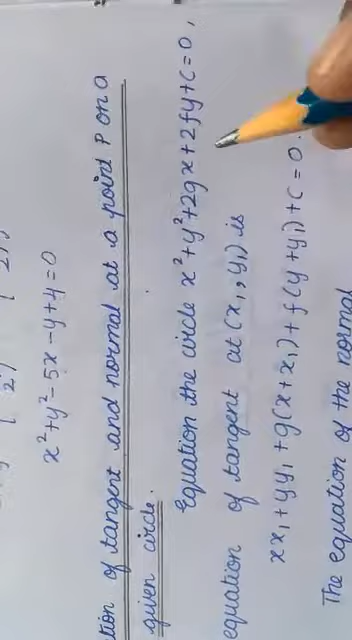 x²+y²-5x-y+4=0
tion of tangent and normal at a point P on a
given circle.
Equation the circle x²+y²+2gx+2fy+c=0,
equation of tangent at (x₁, y₁) is
xx₁+yy₁+g(x+x₁)+f(y+y₁)+c=0.
The equation of the normal